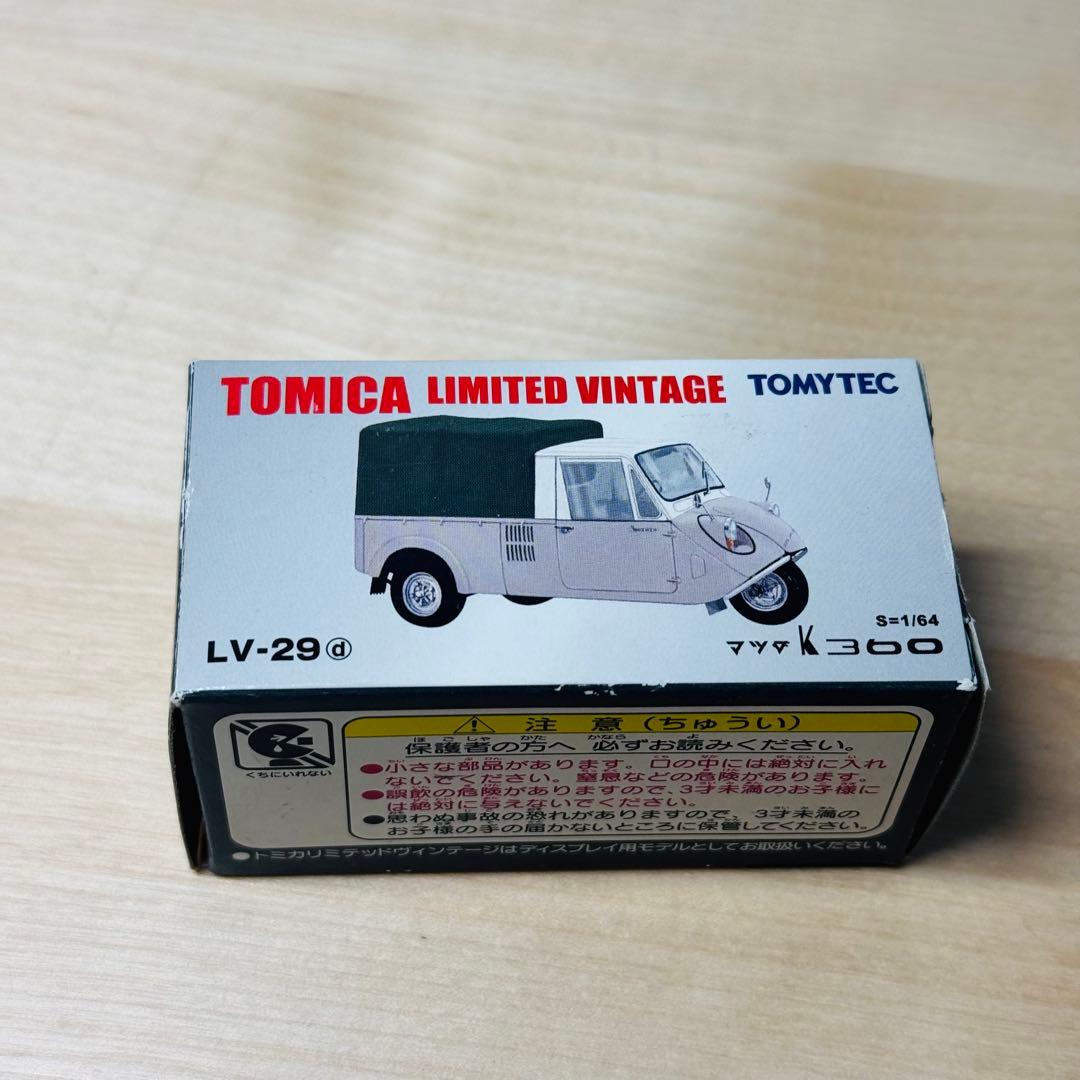 TOMICA LIMITED VINTAGE TOMYTEC
S=1/64
LV-29 ⓓ マツダ K360
くちにいれない
注意(ちゅうい)
保護者の方へ 必ずお読みください。
●小さな部品があります。口の中には絶対に入れ
ないでください。窒息などの危険があります。
●誤飲の危険がありますので、3才未満のお子様に
は絶対に与えないでください。
●思わぬ事故の恐れがありますので、3才未満の
お子様の手の届かないところに保管してください。
●トミカリミテッドヴィンテージはディスプレイ用モデルとしてお取扱いください。